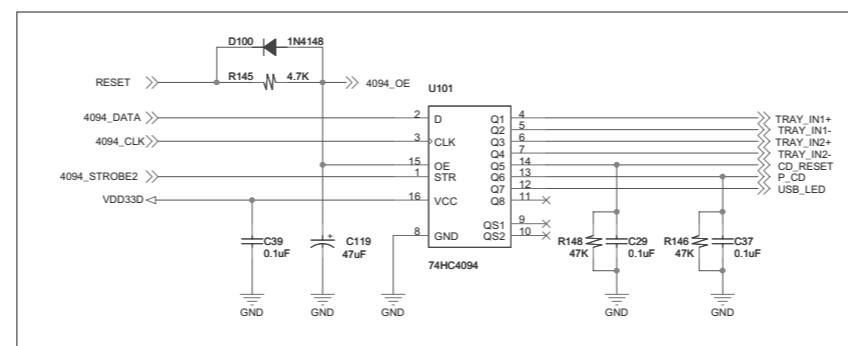 D100 1N4148
RESET R145 4.7K 4094_OE
U101
4094_DATA 2 D Q1 4 TRAY_IN1+
Q2 5 TRAY_IN1-
4094_CLK 3 CLK Q3 6 TRAY_IN2+
Q4 7 TRAY_IN2-
15 OE Q5 14 CD_RESET
4094_STROBE2 1 STR Q6 13 P_CD
Q7 12 USB_LED
VDD33D 16 VCC Q8 11
QS1 9
8 GND QS2 10
C39 0.1uF
C119 47uF
74HC4094
R148 47K
C29 0.1uF
R146 47K
C37 0.1uF
GND GND GND GND GND